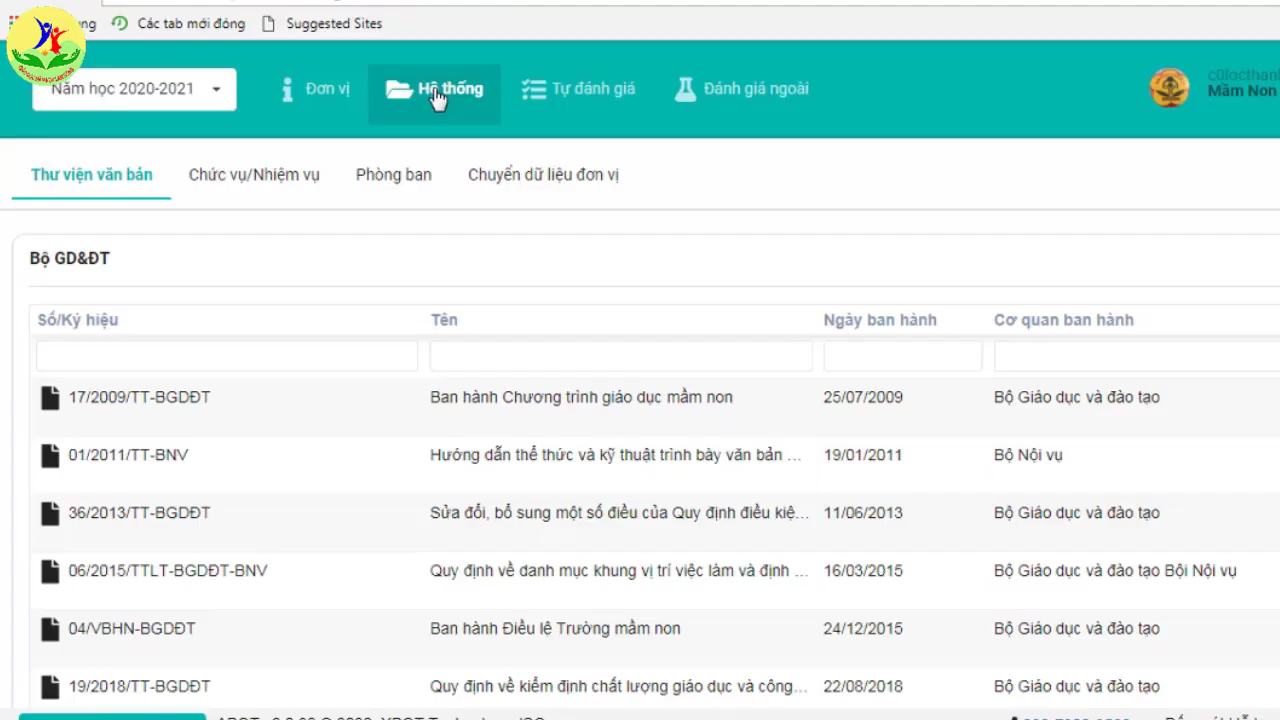 Các tab mới đóng Suggested Sites
Năm học 2020-2021 Đơn vị Hệ thống Tự đánh giá Đánh giá ngoài
Mầm Non
Thư viện văn bản Chức vụ/Nhiệm vụ Phòng ban Chuyển dữ liệu đơn vị
Bộ GD&ĐT
Số/Ký hiệu Tên Ngày ban hành Cơ quan ban hành
17/2009/TT-BGDĐT Ban hành Chương trình giáo dục mầm non 25/07/2009 Bộ Giáo dục và đào tạo
01/2011/TT-BNV Hướng dẫn thể thức và kỹ thuật trình bày văn bản ... 19/01/2011 Bộ Nội vụ
36/2013/TT-BGDĐT Sửa đổi, bổ sung một số điều của Quy định điều kiệ... 11/06/2013 Bộ Giáo dục và đào tạo
06/2015/TTLT-BGDĐT-BNV Quy định về danh mục khung vị trí việc làm và định ... 16/03/2015 Bộ Giáo dục và đào tạo Bội Nội vụ
04/VBHN-BGDĐT Ban hành Điều lệ Trường mầm non 24/12/2015 Bộ Giáo dục và đào tạo
19/2018/TT-BGDĐT Quy định về kiểm định chất lượng giáo dục và công... 22/08/2018 Bộ Giáo dục và đào tạo